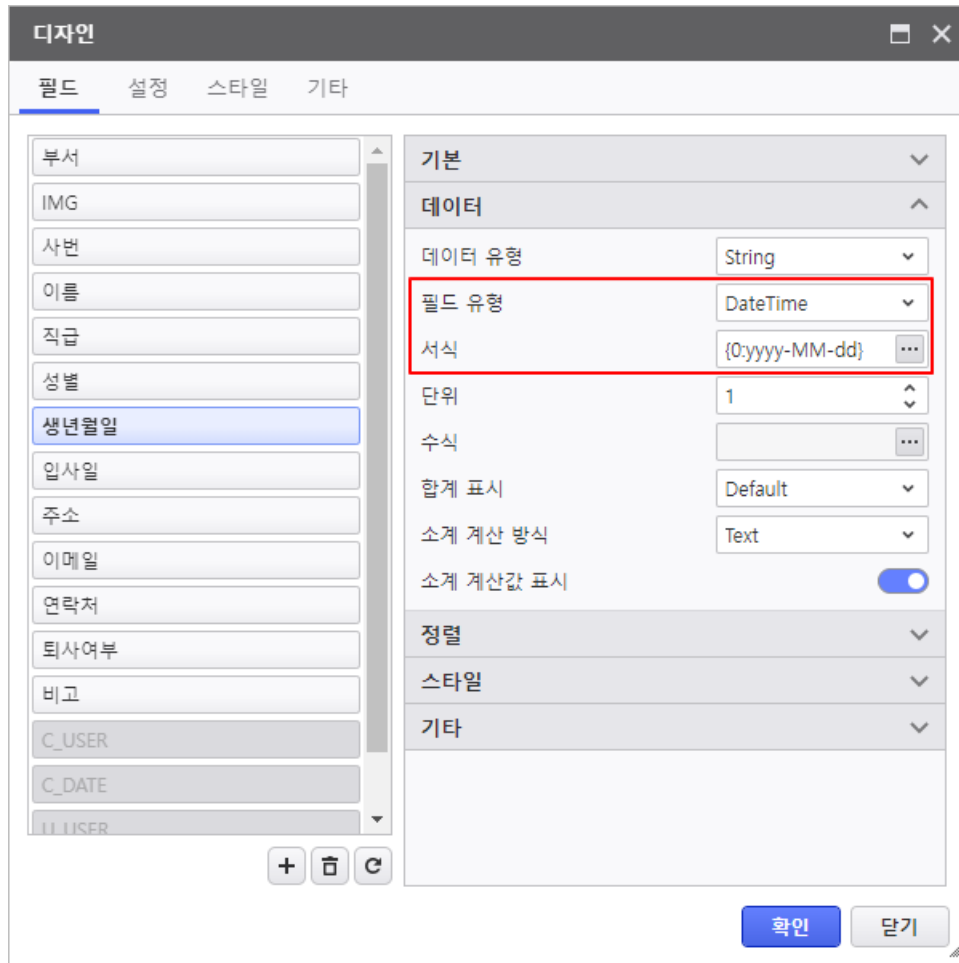 디자인
필드 설정 스타일 기타
부서
IMG
사번
이름
직급
성별
생년월일
입사일
주소
이메일
연락처
퇴사여부
비고
C_USER
C_DATE
U_USER
기본
데이터
데이터 유형 String
필드 유형 DateTime
서식 {0:yyyy-MM-dd} ...
단위 1
수식 ...
합계 표시 Default
소계 계산 방식 Text
소계 계산값 표시
정렬
스타일
기타
확인 닫기